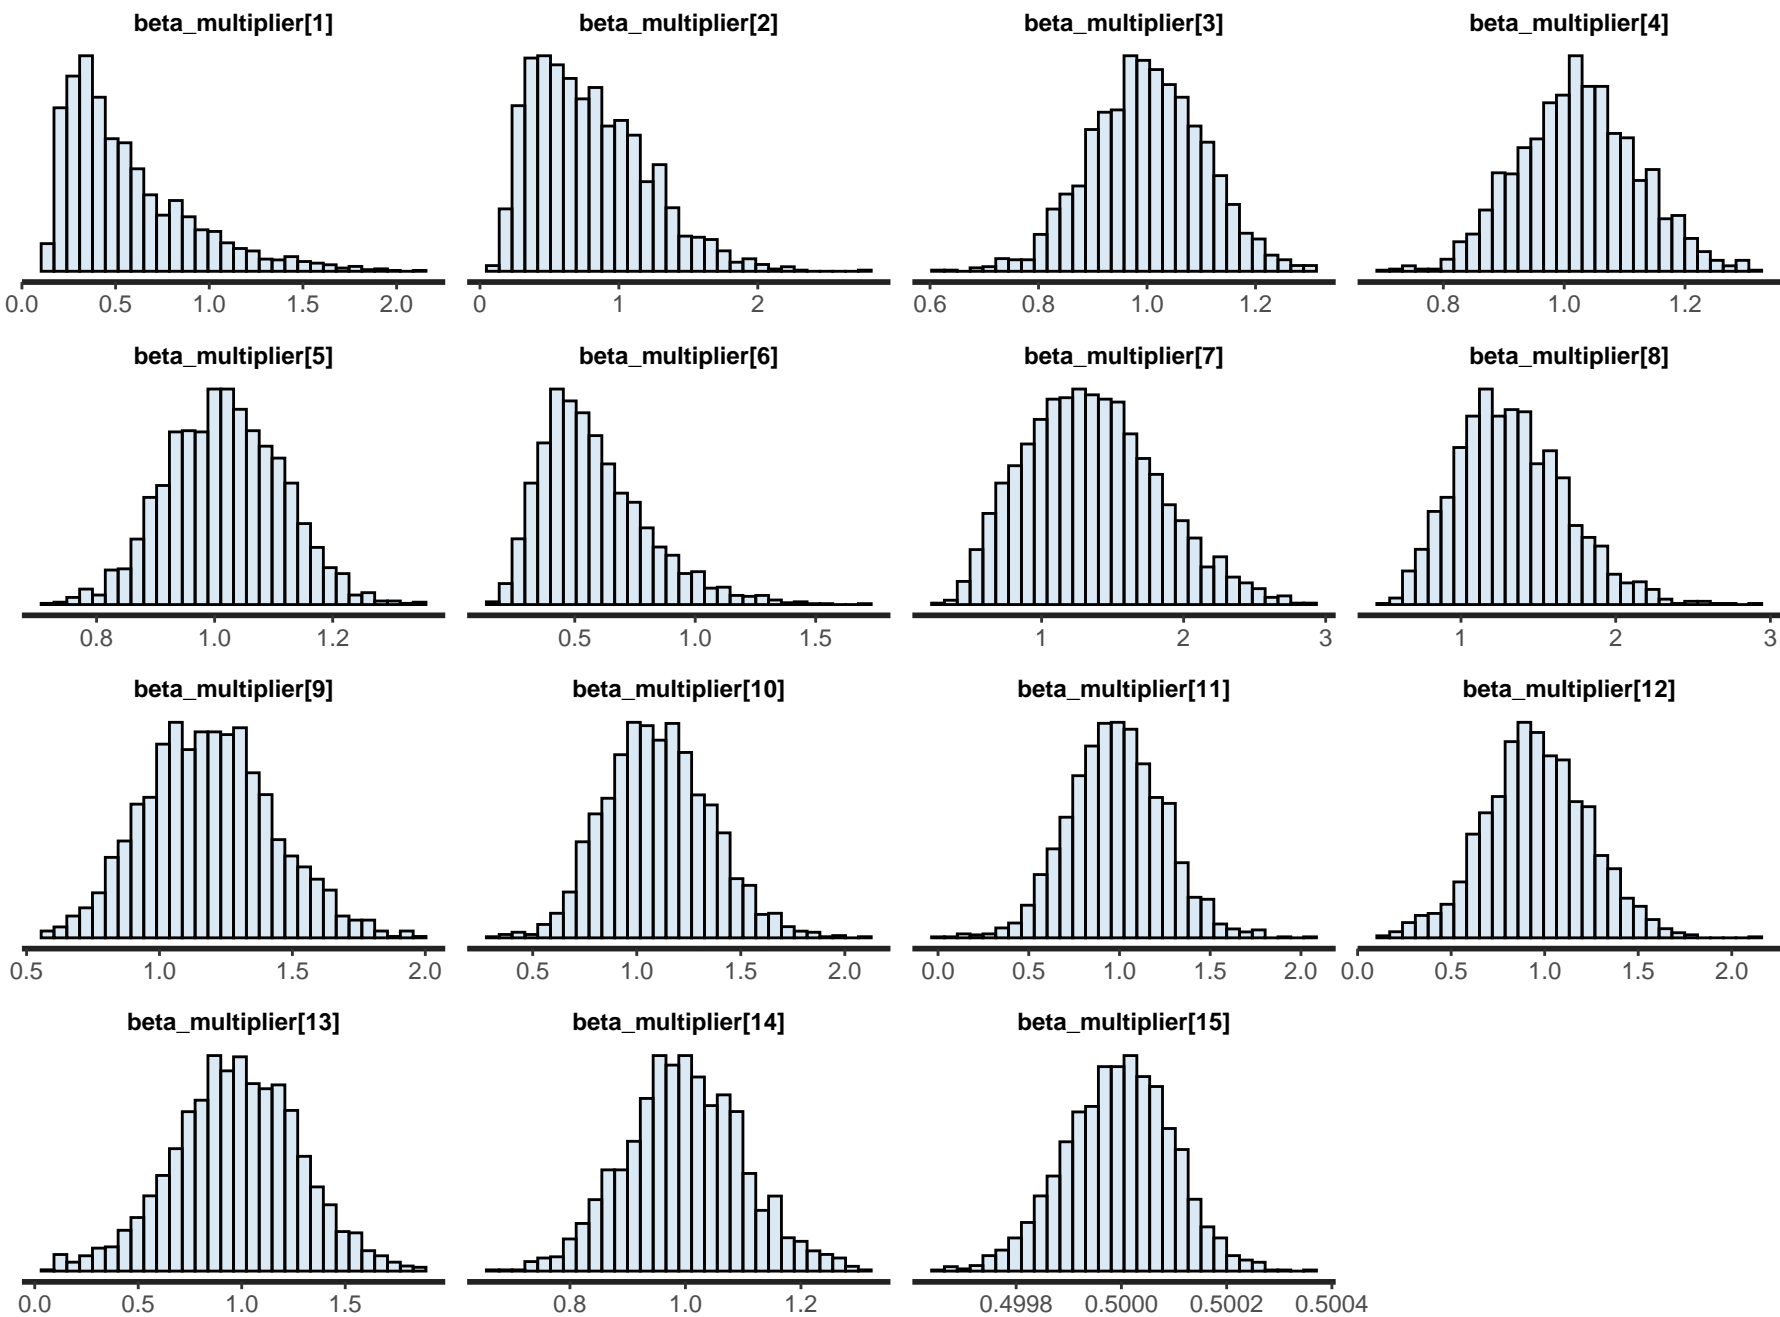 beta_multiplier[1] beta_multiplier[2] beta_multiplier[3] beta_multiplier[4]
0.0 0.5 1.0 1.5 2.0 0 1 2 0.6 0.8 1.0 1.2 0.8 1.0 1.2
beta_multiplier[5] beta_multiplier[6] beta_multiplier[7] beta_multiplier[8]
0.8 1.0 1.2 0.5 1.0 1.5 1 2 3 1 2 3
beta_multiplier[9] beta_multiplier[10] beta_multiplier[11] beta_multiplier[12]
0.5 1.0 1.5 2.0 0.5 1.0 1.5 2.0 0.0 0.5 1.0 1.5 2.0 0.0 0.5 1.0 1.5 2.0
beta_multiplier[13] beta_multiplier[14] beta_multiplier[15]
0.0 0.5 1.0 1.5 0.8 1.0 1.2 0.4998 0.5000 0.5002 0.5004